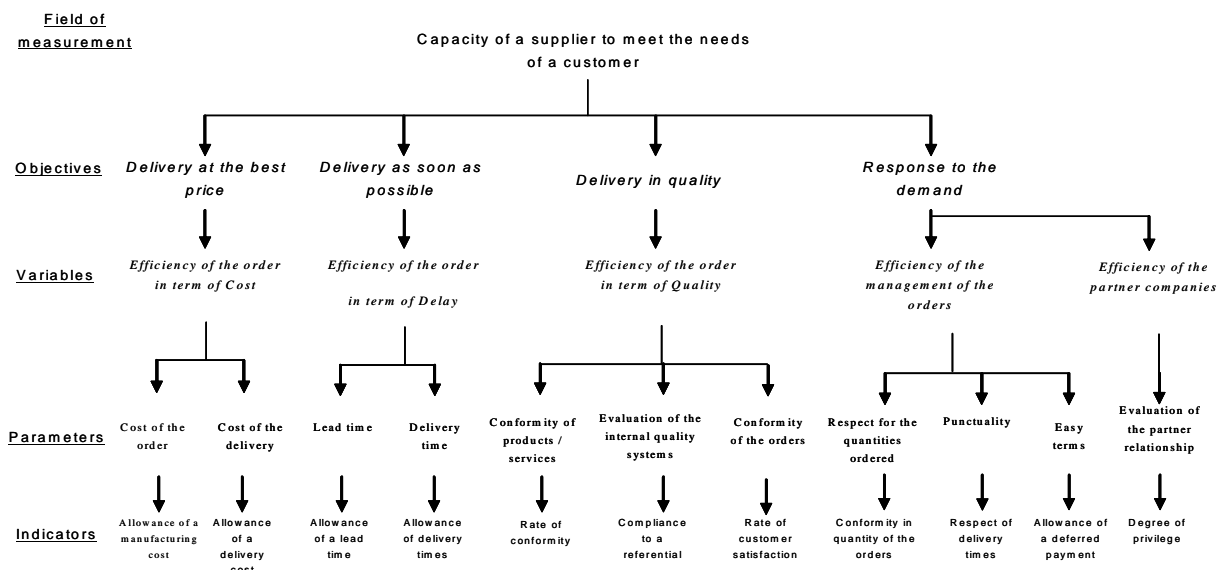 Field of
measurement
Capacity of a supplier to meet the needs
of a customer
Objectives
Delivery at the best
price
Delivery as soon as
possible
Delivery in quality
Response to the
demand
Variables
Efficiency of the order
in term of Cost
Efficiency of the order
in term of Delay
Efficiency of the order
in term of Quality
Efficiency of the
management of the
orders
Efficiency of the
partner companies
Parameters
Cost of the
order
Cost of the
delivery
Lead time
Delivery
time
Conformity of
products /
services
Evaluation of the
internal quality
systems
Conformity
of the orders
Respect for the
quantities
ordered
Punctuality
Easy
terms
Evaluation of
the partner
relationship
Indicators
Allowance of a
manufacturing
cost
Allowance
of a
delivery
cost
Allowance
of a lead
time
Allowance
of delivery
times
Rate of
conformity
Compliance
to a
referential
Rate of
customer
satisfaction
Conformity in
quantity of the
orders
Respect of
delivery
times
Allowance of
a deferred
payment
Degree of
privilege